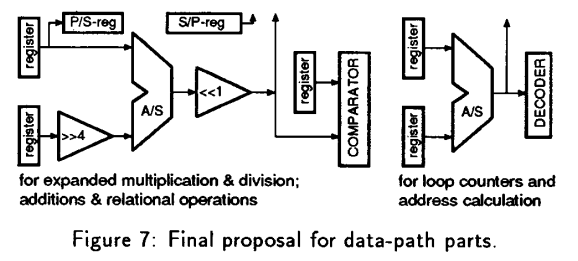 P/S-reg
S/P-reg
register
register
>>4
A/S
<<1
register
COMPARATOR
register
register
A/S
DECODER
for expanded multiplication & division;
additions & relational operations
for loop counters and
address calculation
Figure 7: Final proposal for data-path parts.